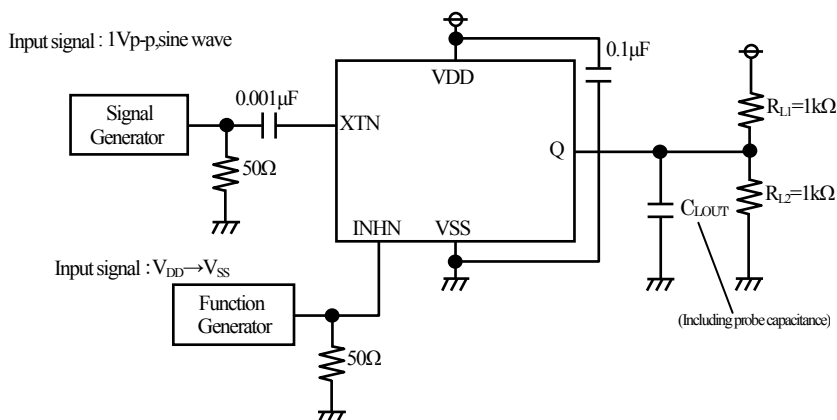 Input signal : 1Vp-p,sine wave
VDD
0.1μF
0.001μF
Signal
Generator
XTN
RL1=1kΩ
Q
50Ω
CLOUT
RL2=1kΩ
INHN
VSS
Input signal : VDD→VSS
Function
Generator
(Including probe capacitance)
50Ω